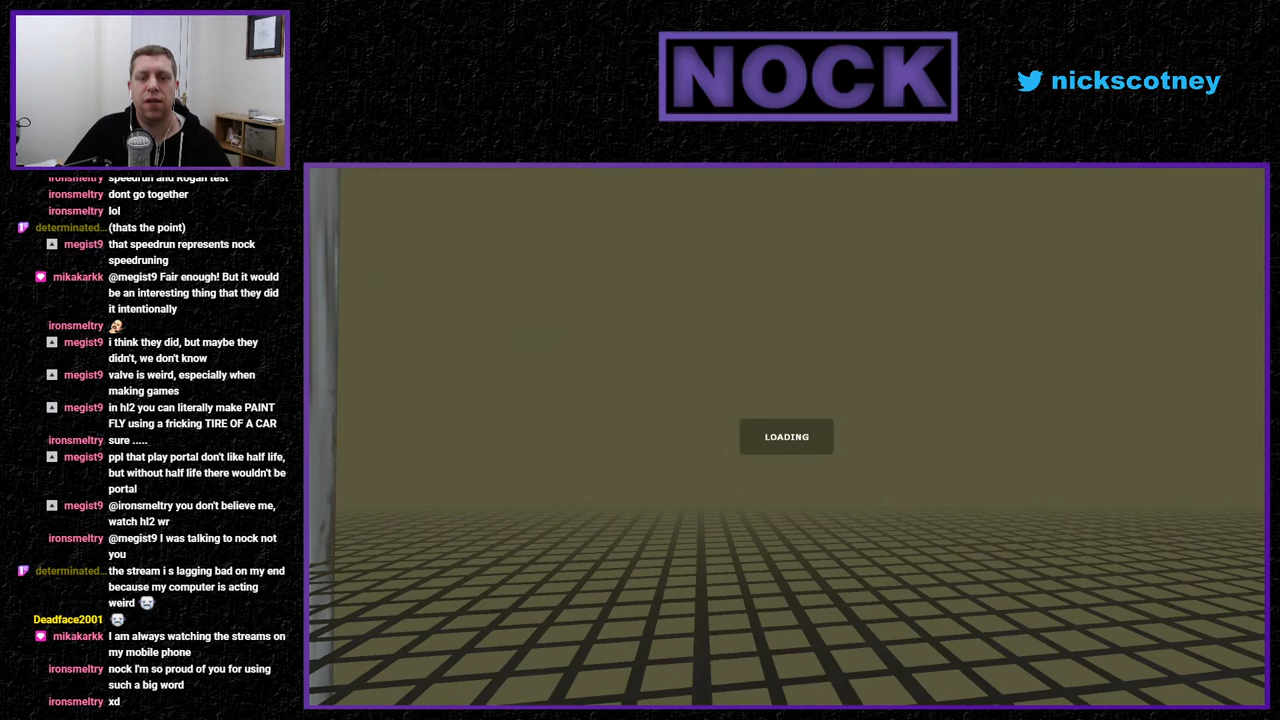 NOCK
nickscotney
ironsmeltry speedrun and Rogan test
ironsmeltry dont go together
ironsmeltry lol
determinated... (thats the point)
megist9 that speedrun represents nock
speedruning
mikakarkk @megist9 Fair enough! But it would
be an interesting thing that they did
it intentionally
ironsmeltry
megist9 i think they did, but maybe they
didn't, we don't know
megist9 valve is weird, especially when
making games
megist9 in hl2 you can literally make PAINT
FLY using a fricking TIRE OF A CAR
ironsmeltry sure .....
megist9 ppl that play portal don't like half life,
but without half life there wouldn't be
portal
megist9 @ironsmeltry you don't believe me,
watch hl2 wr
ironsmeltry @megist9 I was talking to nock not
you
determinated... the stream i s lagging bad on my end
because my computer is acting
weird
Deadface2001
mikakarkk I am always watching the streams on
my mobile phone
ironsmeltry nock I'm so proud of you for using
such a big word
ironsmeltry xd
LOADING